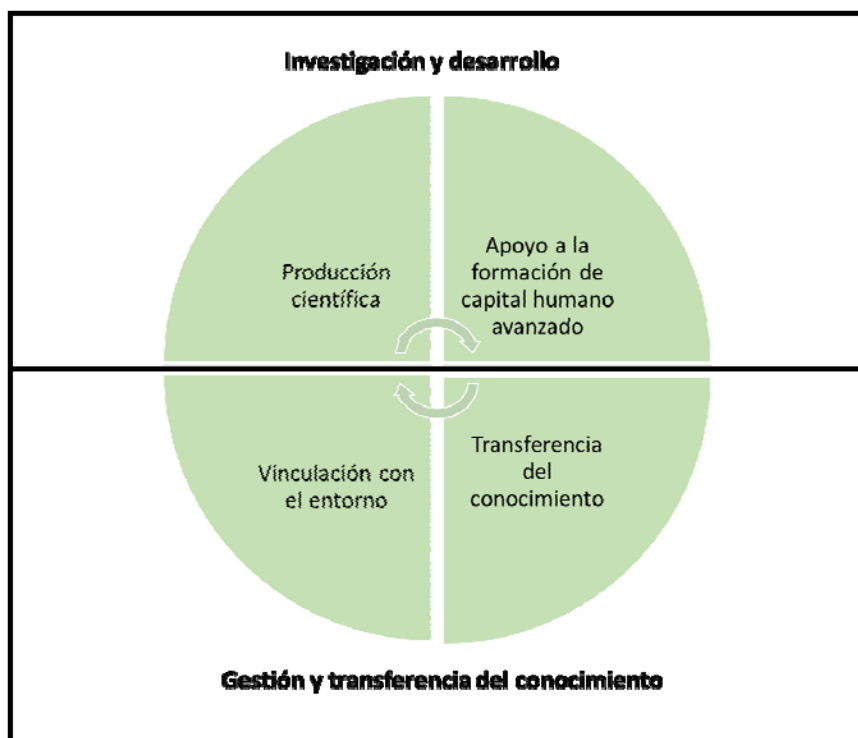 Investigación y desarrollo
Producción
científica
Apoyo a la
formación de
capital humano
avanzado
Vinculación con
el entorno
Transferencia
del
conocimiento
Gestión y transferencia del conocimiento